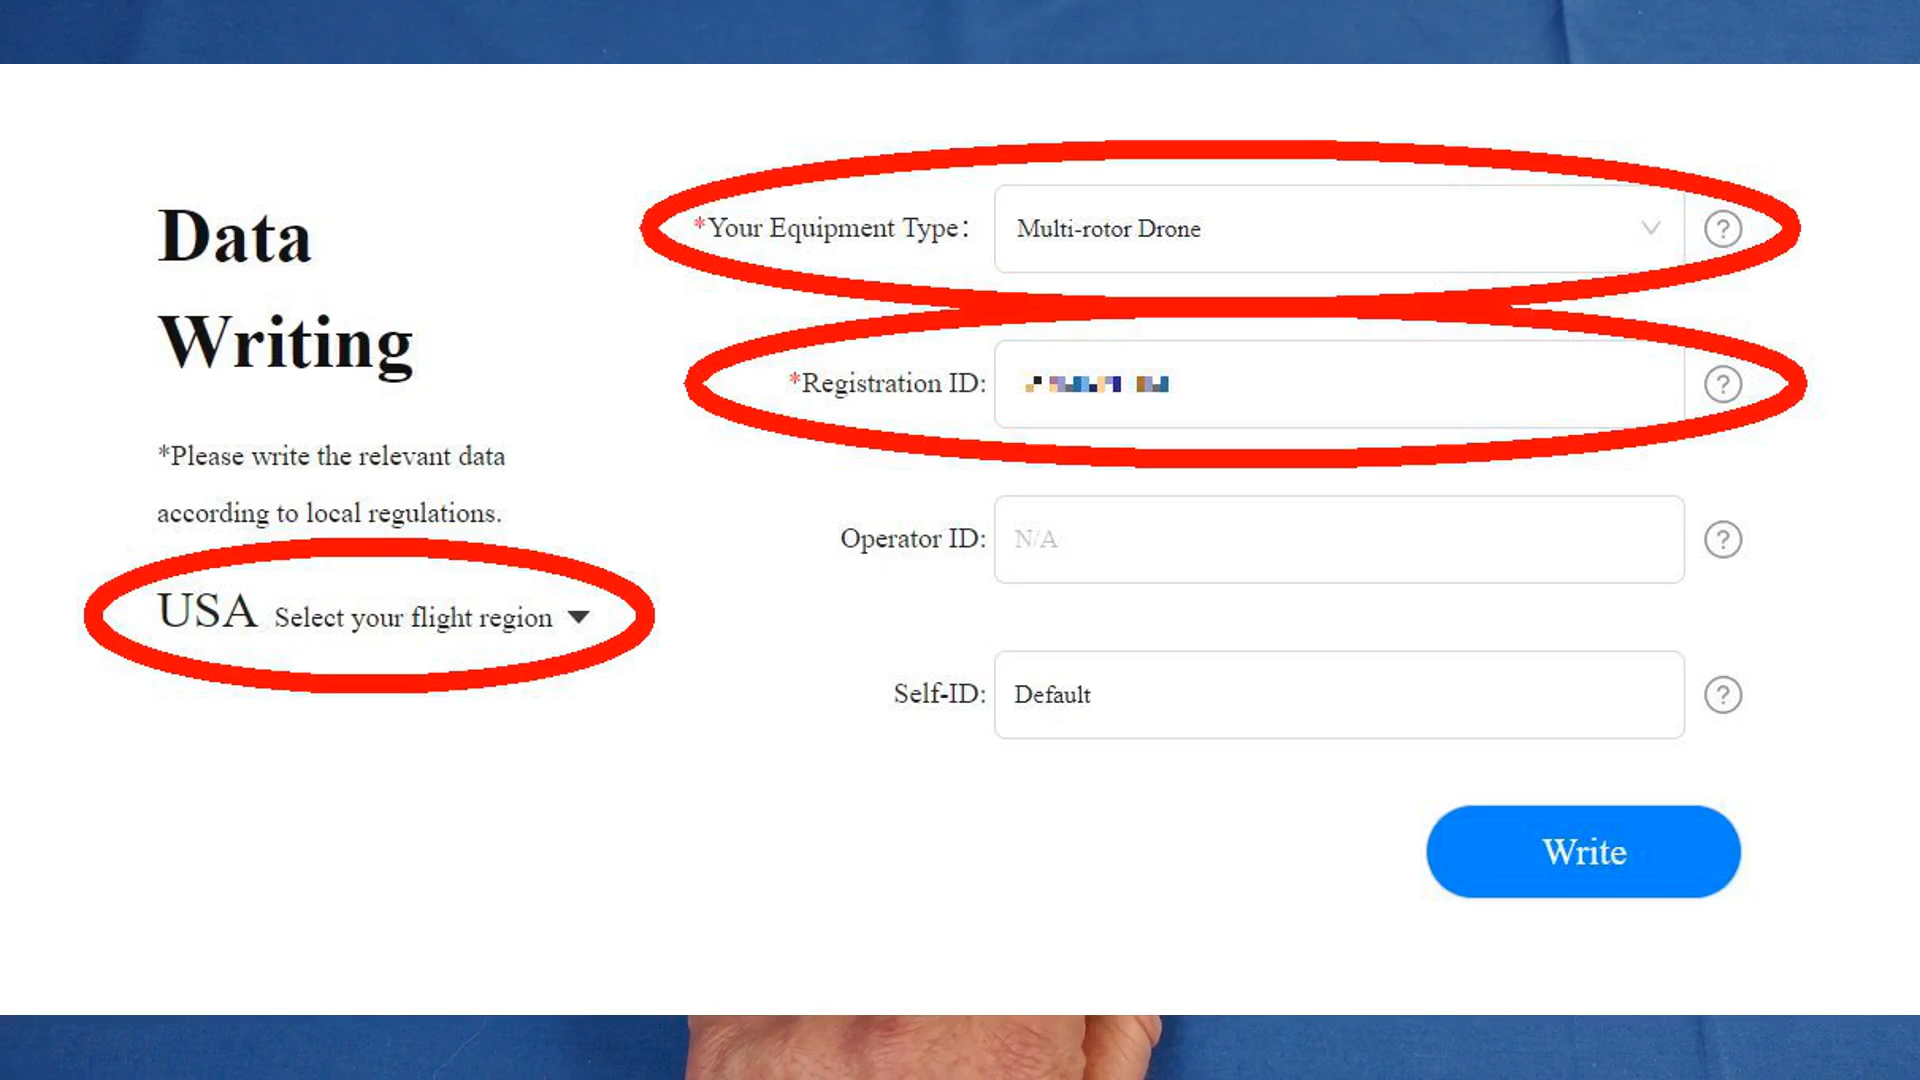 Data
Writing
*Please write the relevant data
according to local regulations.
USA Select your flight region
*Your Equipment Type: Multi-rotor Drone ?
*Registration ID: ?
Operator ID: N/A ?
Self-ID: Default ?
Write